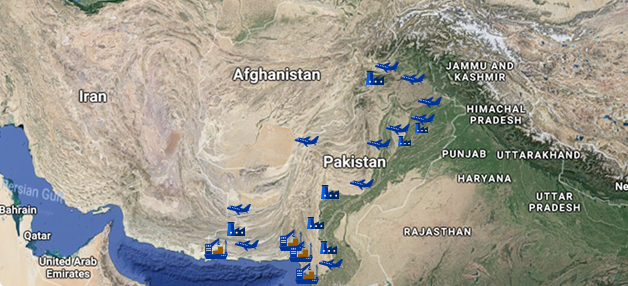 JAMMU AND
KASHMIR
Afghanistan
Iran
HIMACHAL
PRADESH
Pakistan
PUNJAB
UTTARAKHAND
HARYANA
Persian Gul
Ne
UTTAR
PRADESH
Bahrain
RAJASTHAN
Qatar
United Arab
Emirates